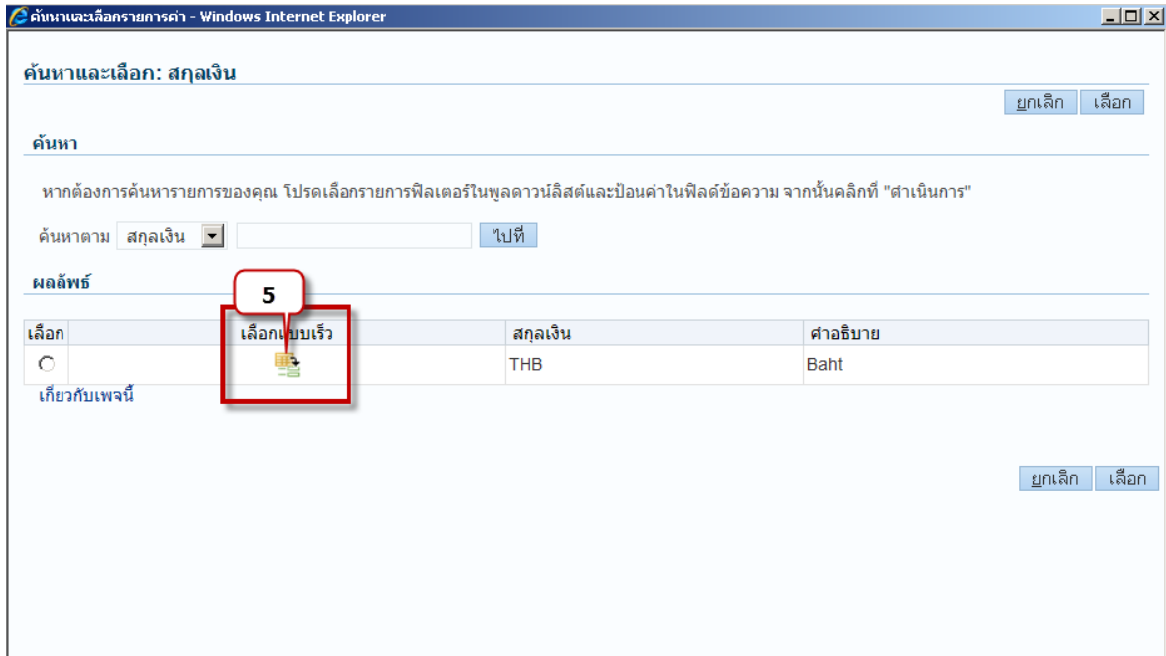 ค้นหาและเลือกรายการค่า - Windows Internet Explorer
ค้นหาและเลือก: สกุลเงิน
ยกเลิก เลือก
ค้นหา
หากต้องการค้นหารายการของคุณ โปรดเลือกรายการฟิลเตอร์ในพูลดาวน์ลิสต์และป้อนค่าในฟิลด์ข้อความ จากนั้นคลิกที่ "ดำเนินการ"
ค้นหาตาม สกุลเงิน ไปที่
ผลลัพธ์
5
เลือก เลือกแบบเร็ว สกุลเงิน คำอธิบาย
THB Baht
เกี่ยวกับเพจนี้
ยกเลิก เลือก